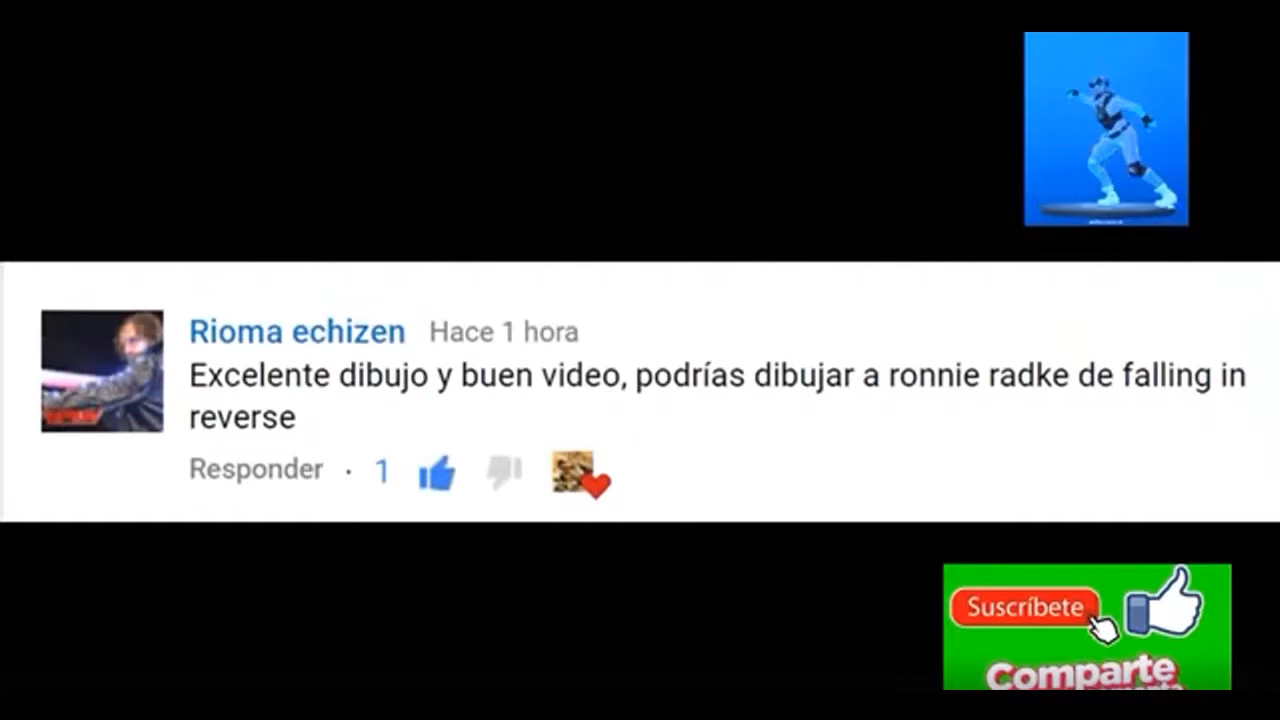 Rioma echizen Hace 1 hora
Excelente dibujo y buen video, podrías dibujar a ronnie radke de falling in
reverse
Responder · 1
Suscríbete
Comparte